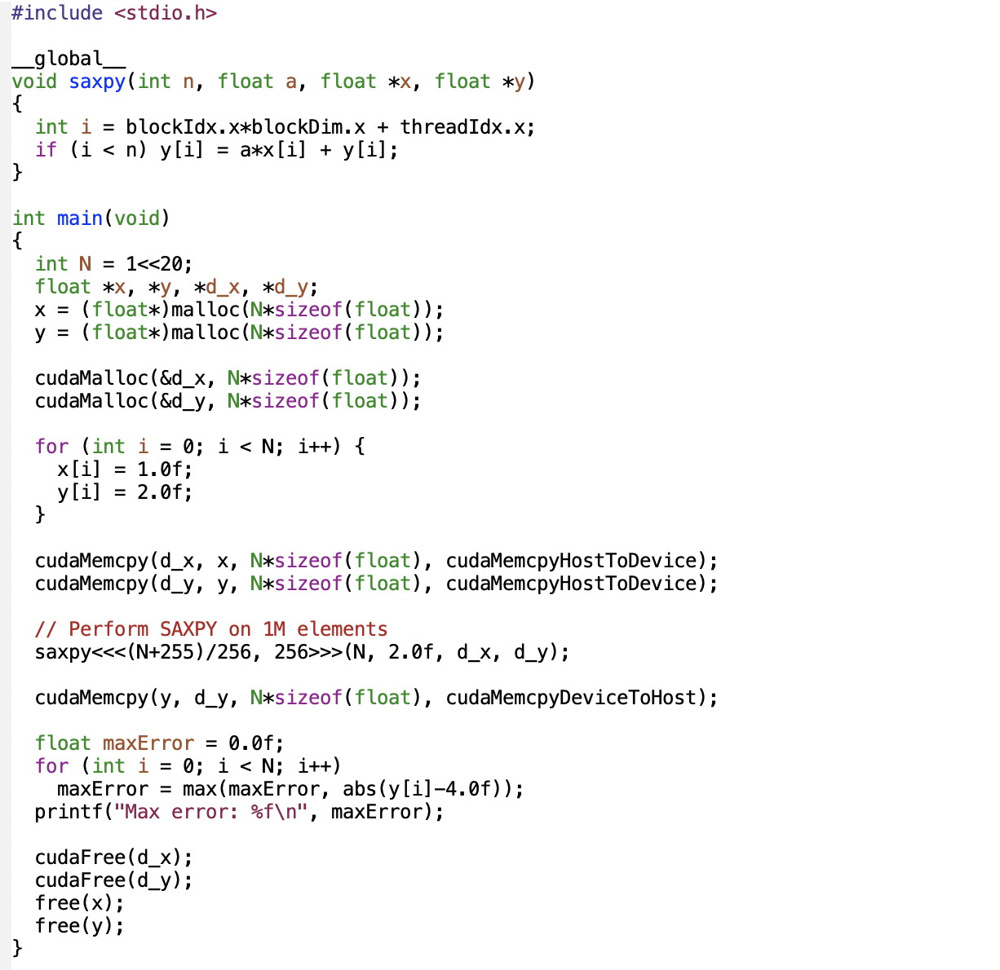 #include <stdio.h>

__global__
void saxpy(int n, float a, float *x, float *y)
{
  int i = blockIdx.x*blockDim.x + threadIdx.x;
  if (i < n) y[i] = a*x[i] + y[i];
}

int main(void)
{
  int N = 1<<20;
  float *x, *y, *d_x, *d_y;
  x = (float*)malloc(N*sizeof(float));
  y = (float*)malloc(N*sizeof(float));

  cudaMalloc(&d_x, N*sizeof(float));
  cudaMalloc(&d_y, N*sizeof(float));

  for (int i = 0; i < N; i++) {
    x[i] = 1.0f;
    y[i] = 2.0f;
  }

  cudaMemcpy(d_x, x, N*sizeof(float), cudaMemcpyHostToDevice);
  cudaMemcpy(d_y, y, N*sizeof(float), cudaMemcpyHostToDevice);

  // Perform SAXPY on 1M elements
  saxpy<<<(N+255)/256, 256>>>(N, 2.0f, d_x, d_y);

  cudaMemcpy(y, d_y, N*sizeof(float), cudaMemcpyDeviceToHost);

  float maxError = 0.0f;
  for (int i = 0; i < N; i++)
    maxError = max(maxError, abs(y[i]-4.0f));
  printf("Max error: %f\n", maxError);

  cudaFree(d_x);
  cudaFree(d_y);
  free(x);
  free(y);
}